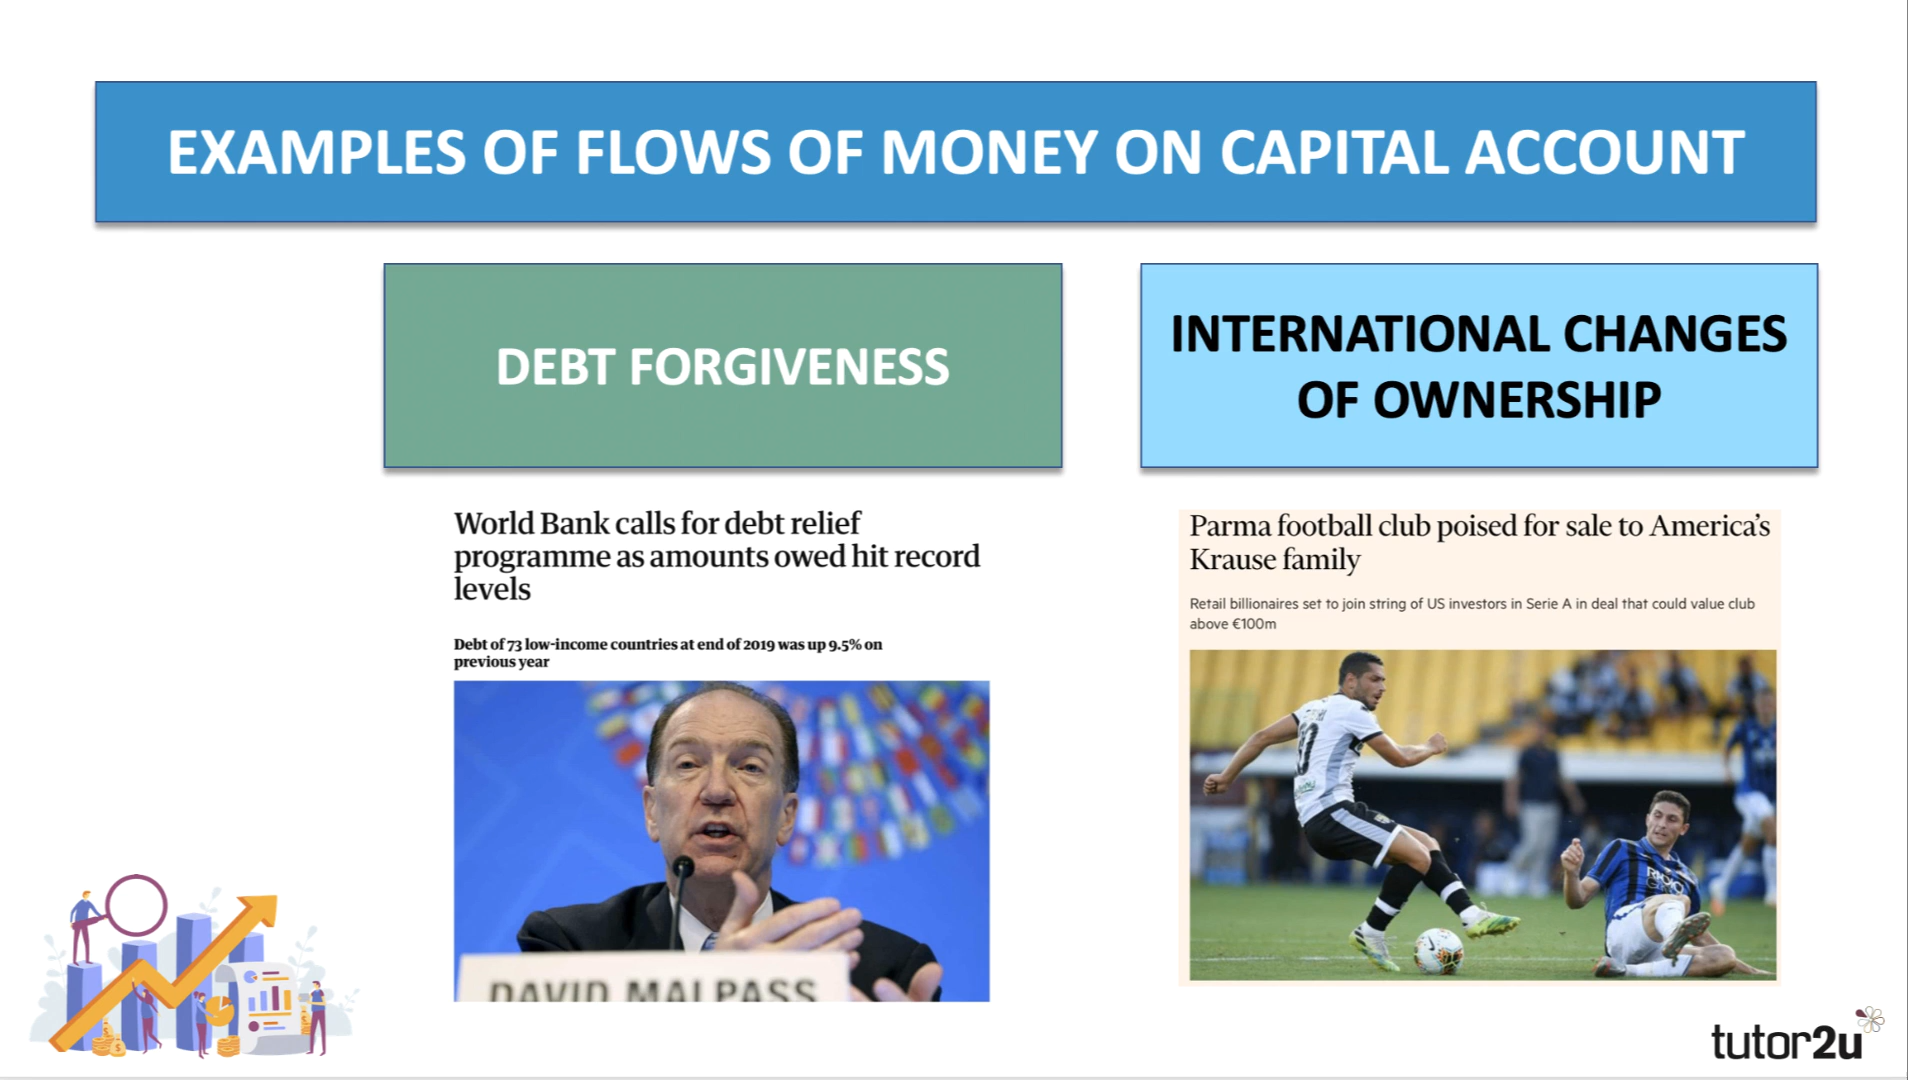 EXAMPLES OF FLOWS OF MONEY ON CAPITAL ACCOUNT
DEBT FORGIVENESS
INTERNATIONAL CHANGES
OF OWNERSHIP
World Bank calls for debt relief
programme as amounts owed hit record
levels
Debt of 73 low-income countries at end of 2019 was up 9.5% on
previous year
DAVID MALPASS
Parma football club poised for sale to America’s
Krause family
Retail billionaires set to join string of US investors in Serie A in deal that could value club
above €100m
tutor2u